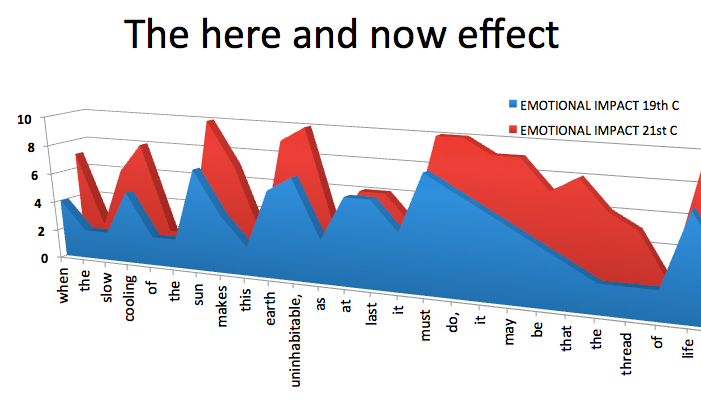 The here and now effect
EMOTIONAL IMPACT 19th C
EMOTIONAL IMPACT 21st C
10
8
6
4
2
0
when
the
slow
cooling
of
the
sun
makes
this
earth
uninhabitable,
as
at
last
it
must
do,
it
may
be
that
the
thread
of
life